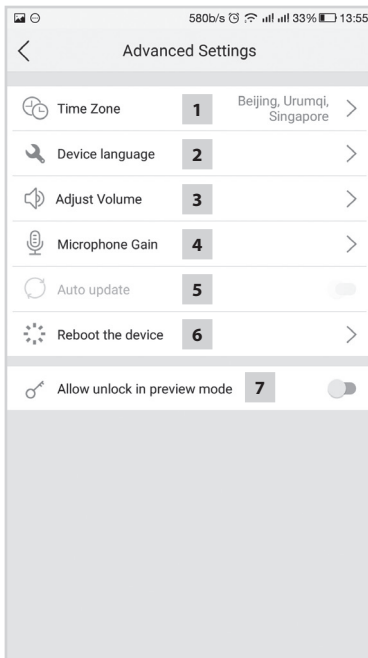 580b/s 33% 13:55
Advanced Settings
Time Zone 1 Beijing, Urumqi,
Singapore
Device language 2
Adjust Volume 3
Microphone Gain 4
Auto update 5
Reboot the device 6
Allow unlock in preview mode 7